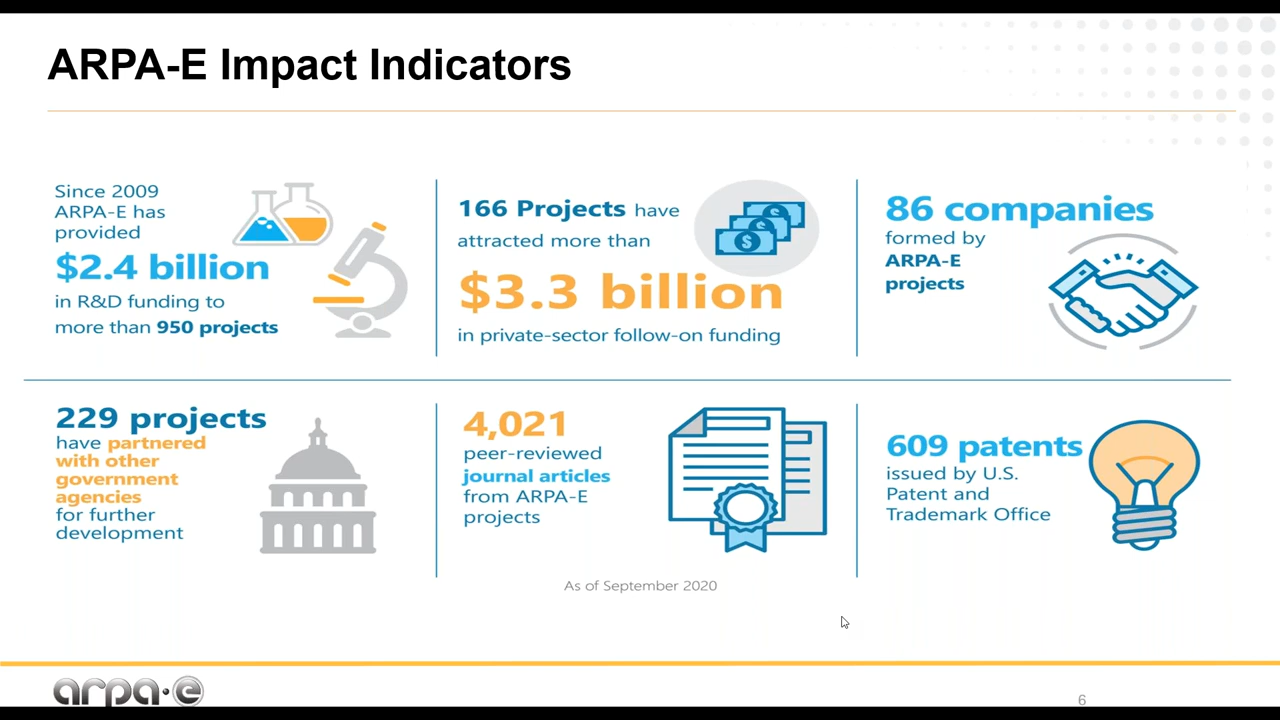 ARPA-E Impact Indicators
Since 2009
ARPA-E has
provided
$2.4 billion
in R&D funding to
more than 950 projects
166 Projects have
attracted more than
$3.3 billion
in private-sector follow-on funding
86 companies
formed by
ARPA-E
projects
229 projects
have partnered
with other
government
agencies
for further
development
4,021
peer-reviewed
journal articles
from ARPA-E
projects
609 patents
issued by U.S.
Patent and
Trademark Office
As of September 2020
arpa·e
6